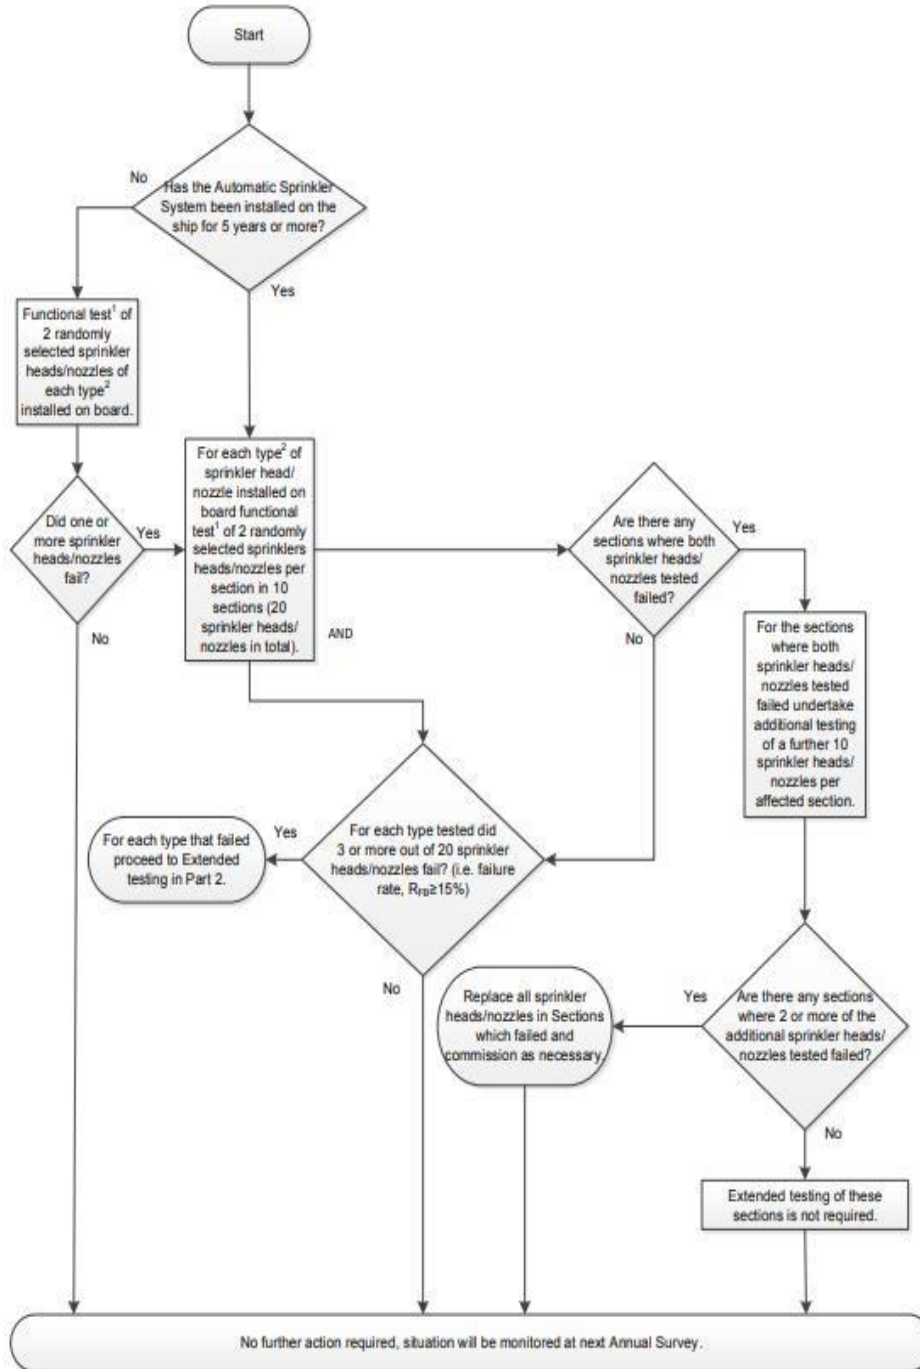 Start
No
Has the Automatic Sprinkler
System been installed on the
ship for 5 years or more?
Yes
Functional test¹ of
2 randomly
selected sprinkler
heads/nozzles of
each type²
installed on board.
For each type² of
sprinkler head/
nozzle installed on
board functional
test¹ of 2 randomly
selected sprinklers
heads/nozzles per
section in 10
sections (20
sprinkler heads/
nozzles in total).
Did one or
more sprinkler
heads/nozzles
fail?
Yes
No
AND
Are there any
sections where both
sprinkler heads/
nozzles tested
failed?
Yes
No
For the sections
where both
sprinkler heads/
nozzles tested
failed undertake
additional testing
of a further 10
sprinkler heads/
nozzles per
affected section.
For each type that failed
proceed to Extended
testing in Part 2.
Yes
For each type tested did
3 or more out of 20 sprinkler
heads/nozzles fail? (i.e. failure
rate, RFB≥15%)
No
Replace all sprinkler
heads/nozzles in Sections
which failed and
commission as necessary.
Yes
Are there any sections
where 2 or more of the
additional sprinkler heads/
nozzles tested failed?
No
Extended testing of these
sections is not required.
No further action required, situation will be monitored at next Annual Survey.